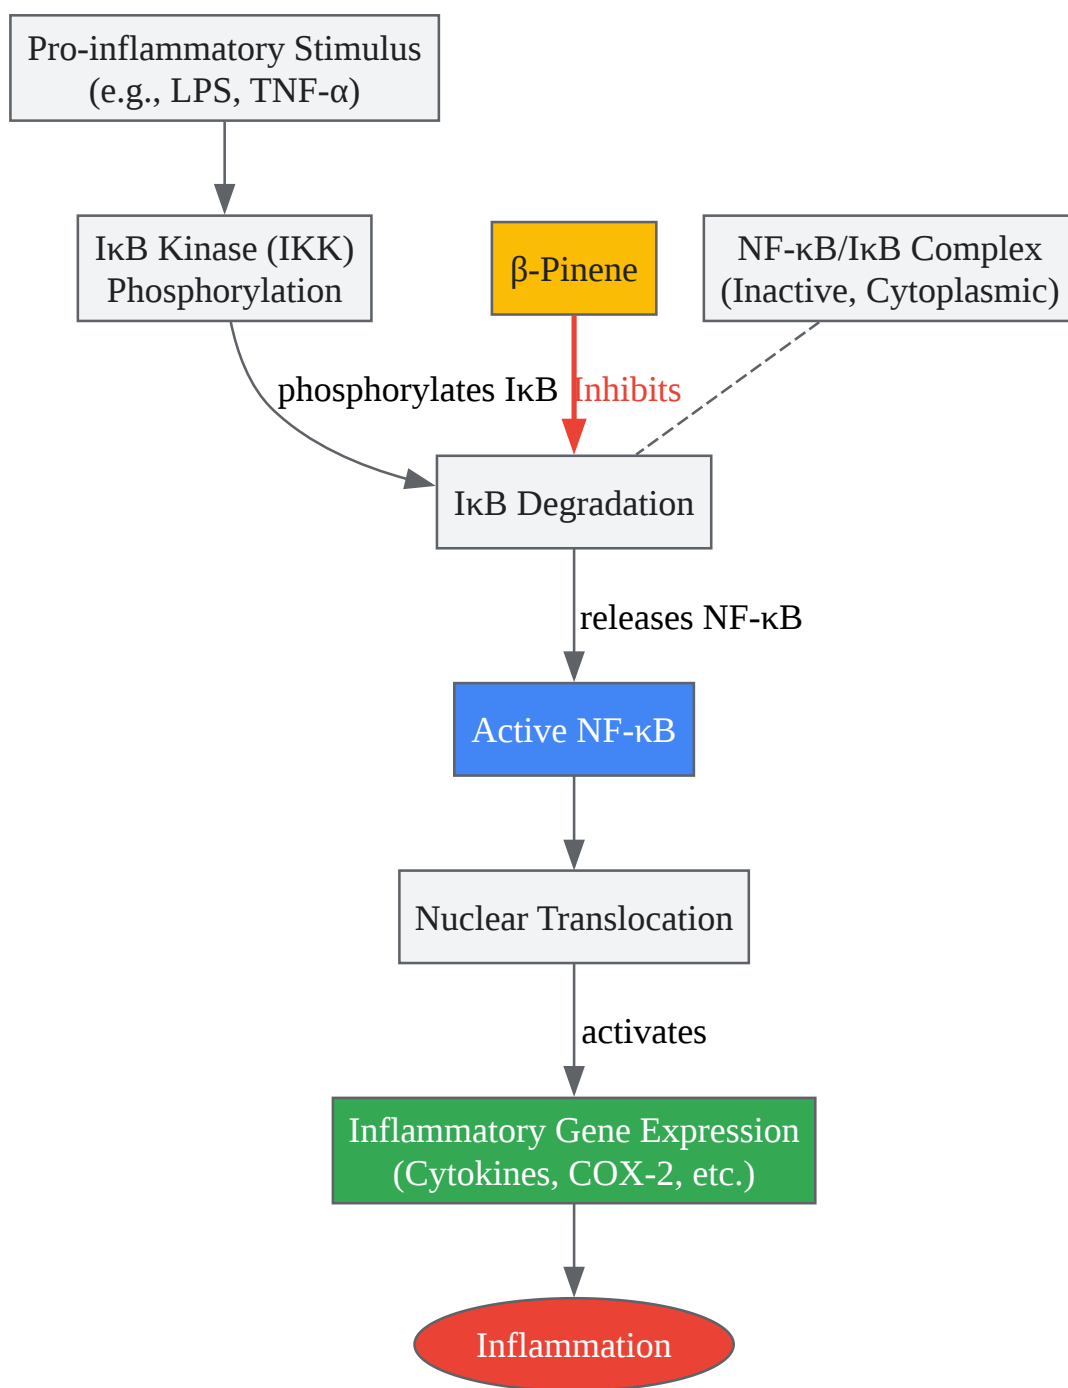 Pro-inflammatory Stimulus
(e.g., LPS, TNF-α)
IκB Kinase (IKK)
Phosphorylation
β-Pinene
NF-κB/IκB Complex
(Inactive, Cytoplasmic)
phosphorylates IκB
Inhibits
IκB Degradation
releases NF-κB
Active NF-κB
Nuclear Translocation
activates
Inflammatory Gene Expression
(Cytokines, COX-2, etc.)
Inflammation